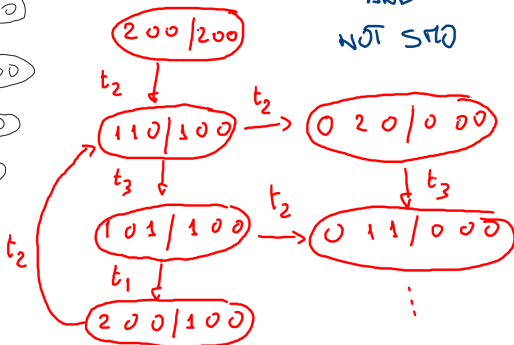 200/200
NOT SMO
t₂
110/100
t₂
020/000
t₃
t₃
101/100
t₂
011/000
t₂
t₁
200/100
⋮